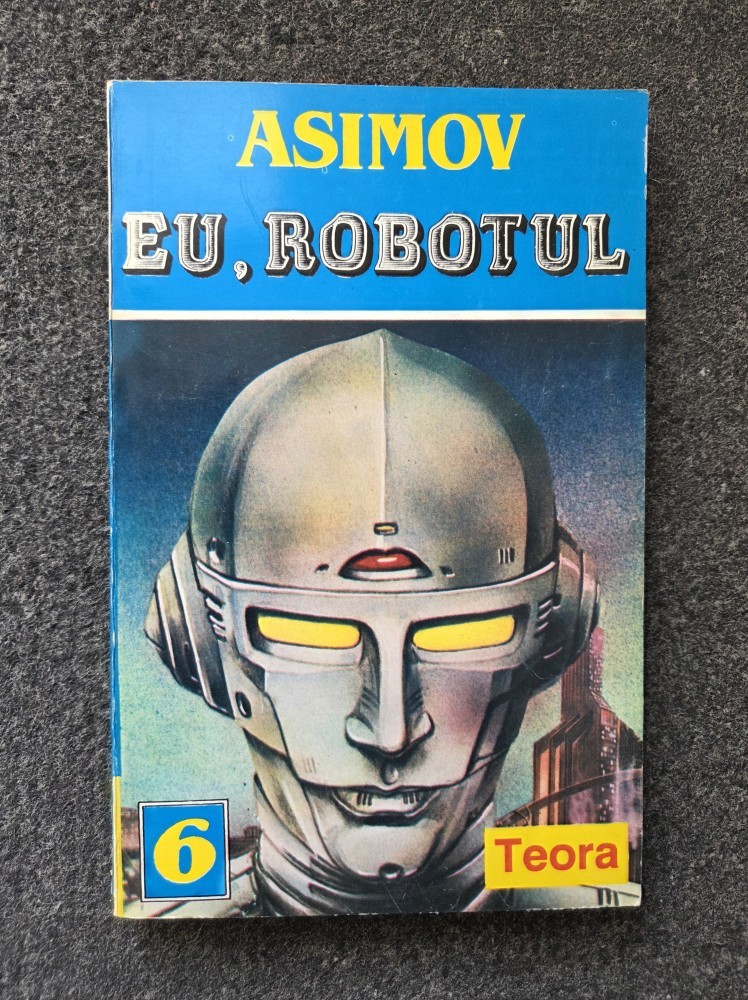 ASIMOV
EU, ROBOTUL
6
Teora